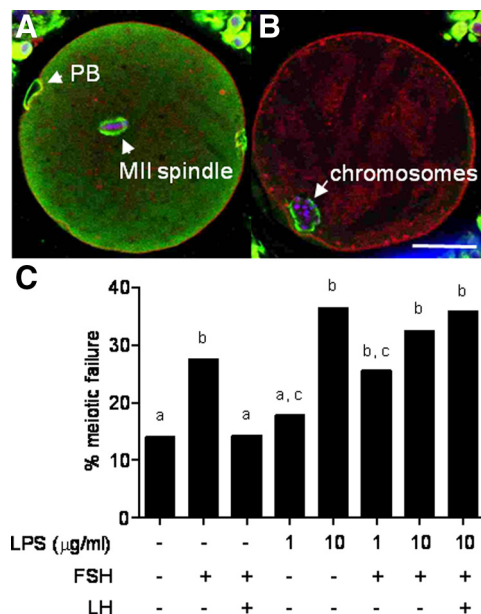 A
B
PB
MII spindle
chromosomes
C
% meiotic failure
40
30
20
10
0
a
b
a
a, c
b
b, c
b
b
LPS (μg/ml) - - - 1 10 1 10 10
FSH - + + - - + + +
LH - - + - - - - +